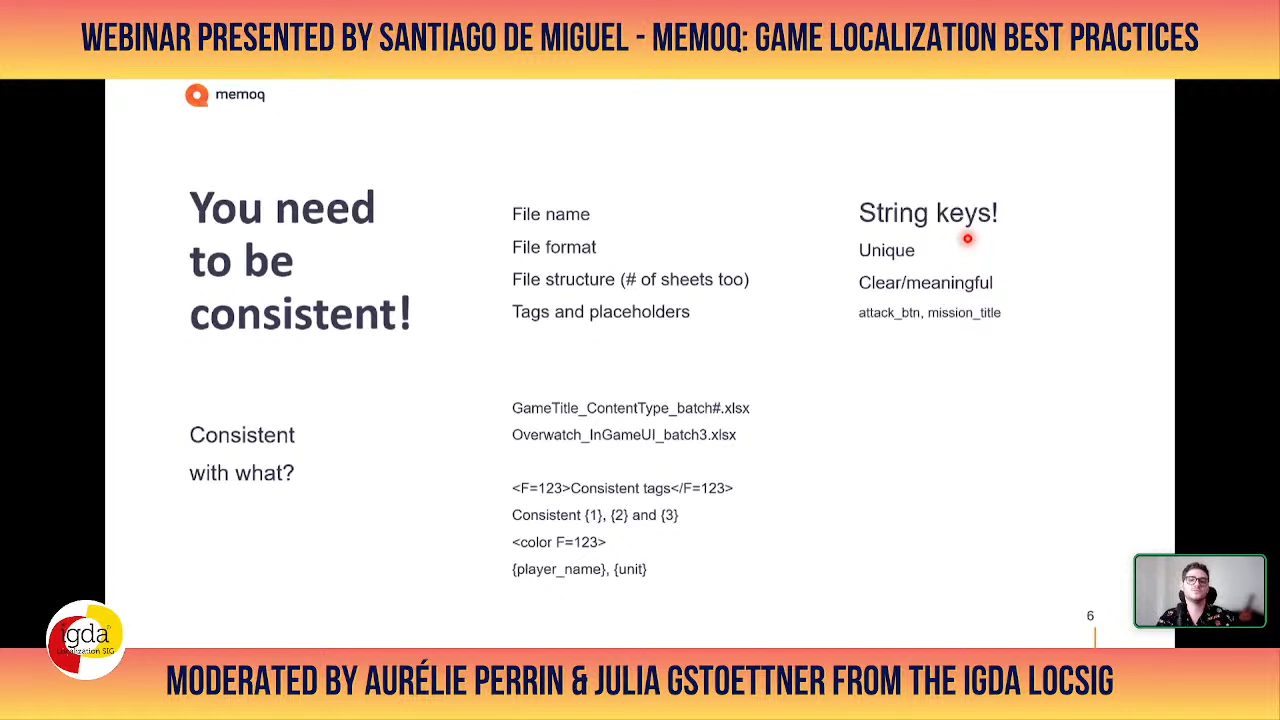 WEBINAR PRESENTED BY SANTIAGO DE MIGUEL - MEMOQ: GAME LOCALIZATION BEST PRACTICES
memoq
You need
to be
consistent!
Consistent
with what?
File name
File format
File structure (# of sheets too)
Tags and placeholders
GameTitle_ContentType_batch#.xlsx
Overwatch_InGameUI_batch3.xlsx
<F=123>Consistent tags</F=123>
Consistent {1}, {2} and {3}
<color F=123>
{player_name}, {unit}
String keys!
Unique
Clear/meaningful
attack_btn, mission_title
6
igda
Localization SIG
MODERATED BY AURÉLIE PERRIN & JULIA GSTOETTNER FROM THE IGDA LOCSIG